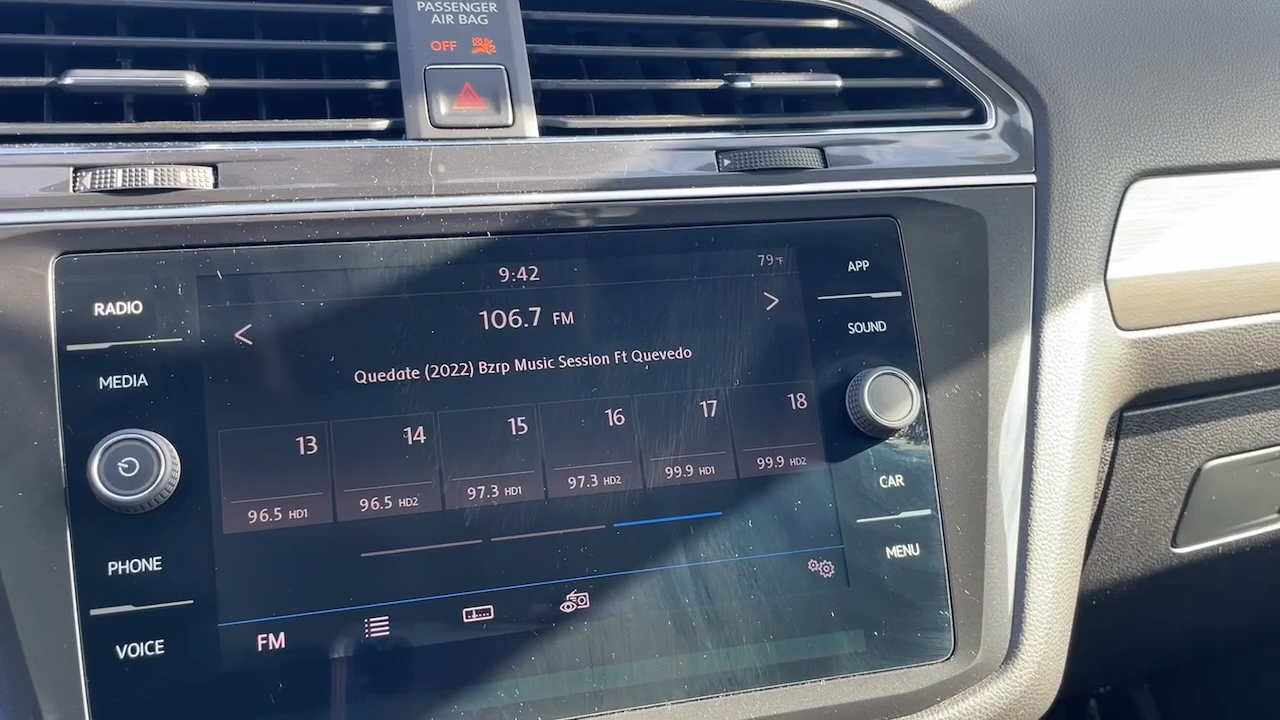 PASSENGER
AIR BAG
OFF
9:42
79°F
APP
RADIO
106.7 FM
SOUND
MEDIA
Quedate (2022) Bzrp Music Session Ft Quevedo
13 14 15 16 17 18
96.5 HD1 96.5 HD2 97.3 HD1 97.3 HD2 99.9 HD1 99.9 HD2
CAR
PHONE
MENU
FM
VOICE